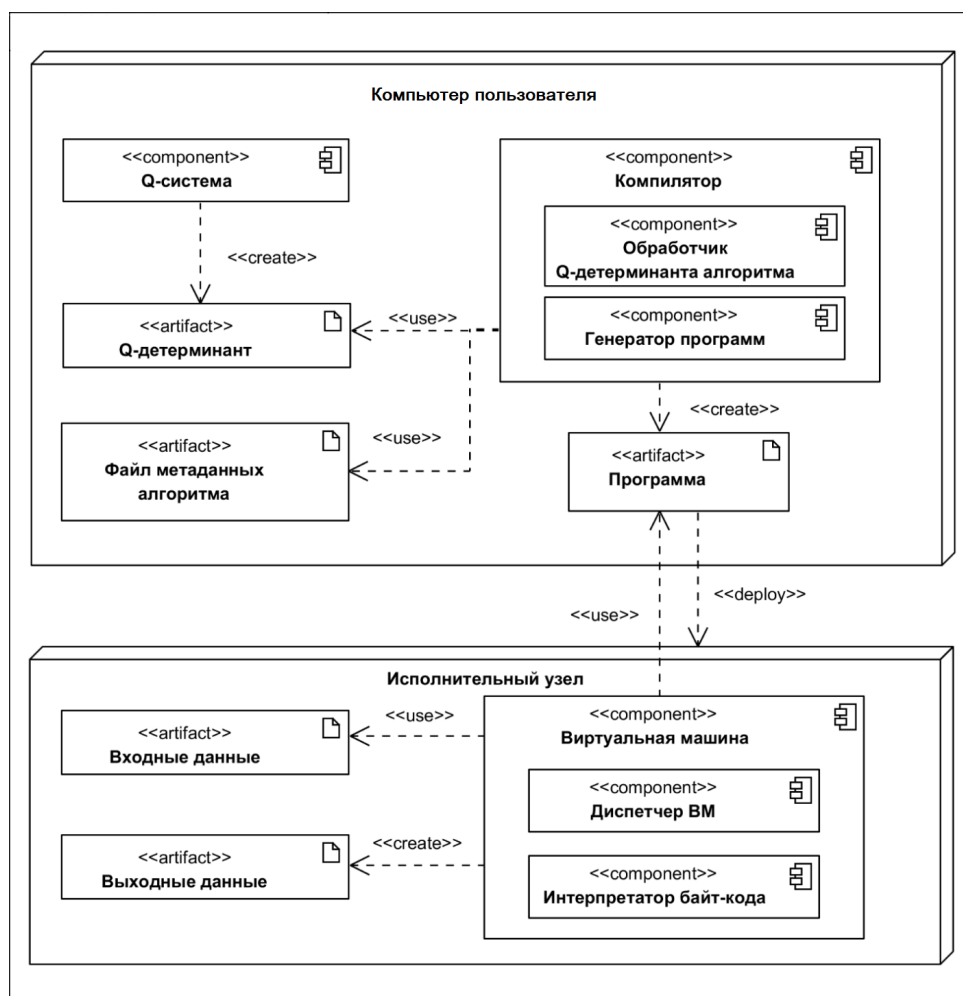 Компьютер пользователя
<<component>>
Q-система
<<create>>
<<artifact>>
Q-детерминант
<<use>>
<<artifact>>
Файл метаданных
алгоритма
<<use>>
<<component>>
Компилятор
<<component>>
Обработчик
Q-детерминанта алгоритма
<<component>>
Генератор программ
<<create>>
<<artifact>>
Программа
<<use>>
<<deploy>>
Исполнительный узел
<<artifact>>
Входные данные
<<use>>
<<artifact>>
Выходные данные
<<create>>
<<component>>
Виртуальная машина
<<component>>
Диспетчер ВМ
<<component>>
Интерпретатор байт-кода